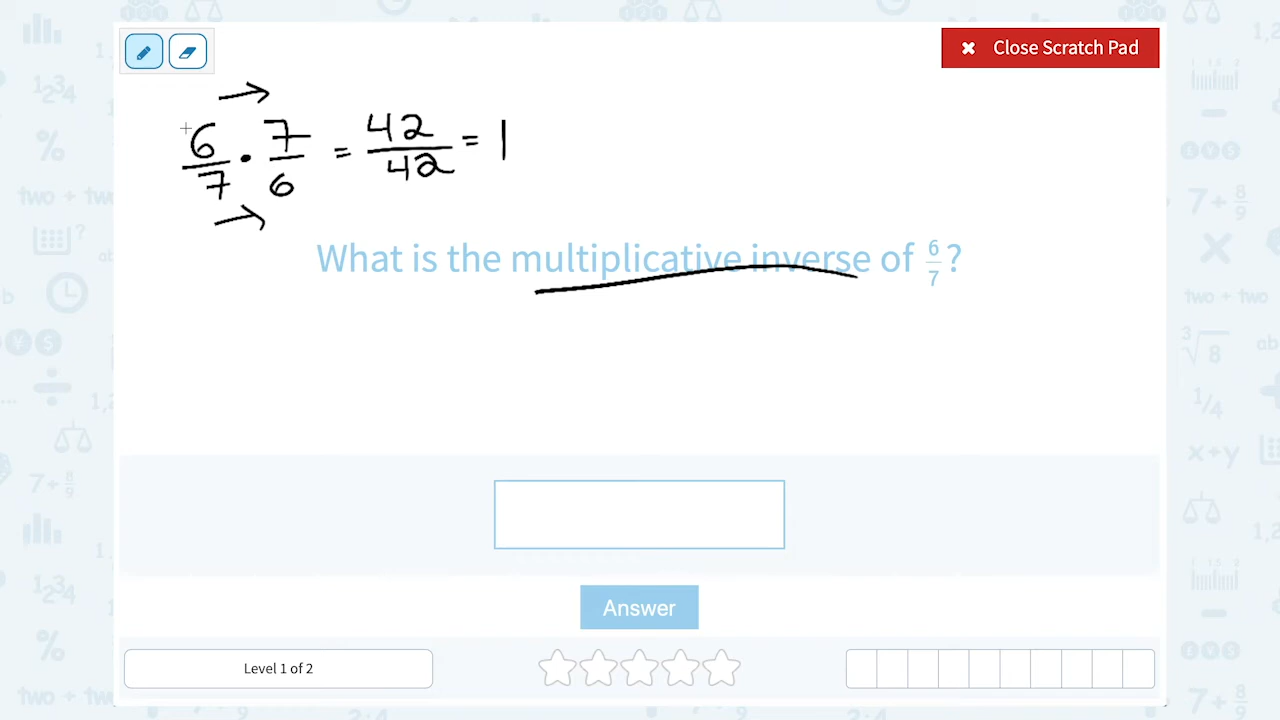 ✖ Close Scratch Pad
6/7 · 7/6 = 42/42 = 1
What is the multiplicative inverse of 6/7?
Answer
Level 1 of 2